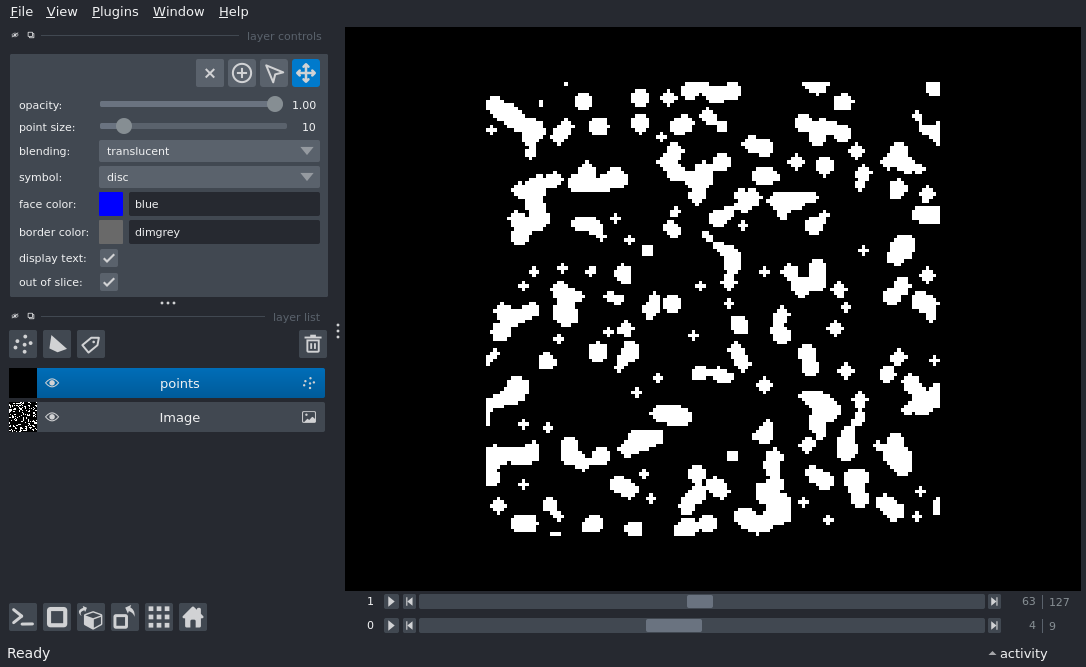 File View Plugins Window Help
layer controls
opacity: 1.00
point size: 10
blending: translucent
symbol: disc
face color: blue
border color: dimgrey
display text:
out of slice:
layer list
points
Image
1 63 127
0 4 9
Ready activity